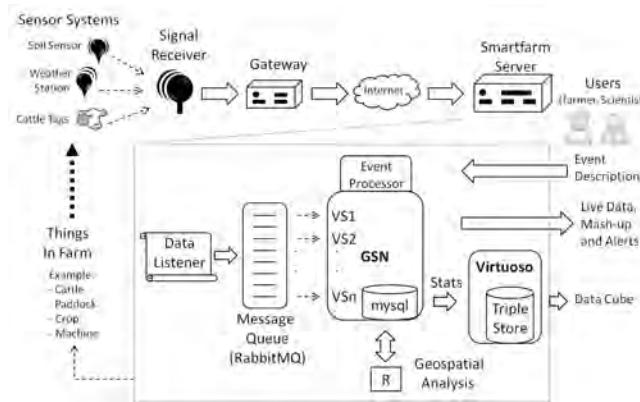 Sensor Systems
Soil Sensor
Weather
Station
Cattle Tags
Signal
Receiver
Gateway
Internet
Smartfarm
Server
Users
(farmer, Scientist
Event
Description
Live Data,
Mash-up
and Alerts
Things
In Farm
Example:
- Cattle
Paddock
- Crop
- Machine
Data
Listener
Message
Queue
(RabbitMQ)
VS1
VS2
VSn
Event
Processor
GSN
mysql
Stats
R
Geospatial
Analysis
Virtuoso
Triple
Store
Data Cube